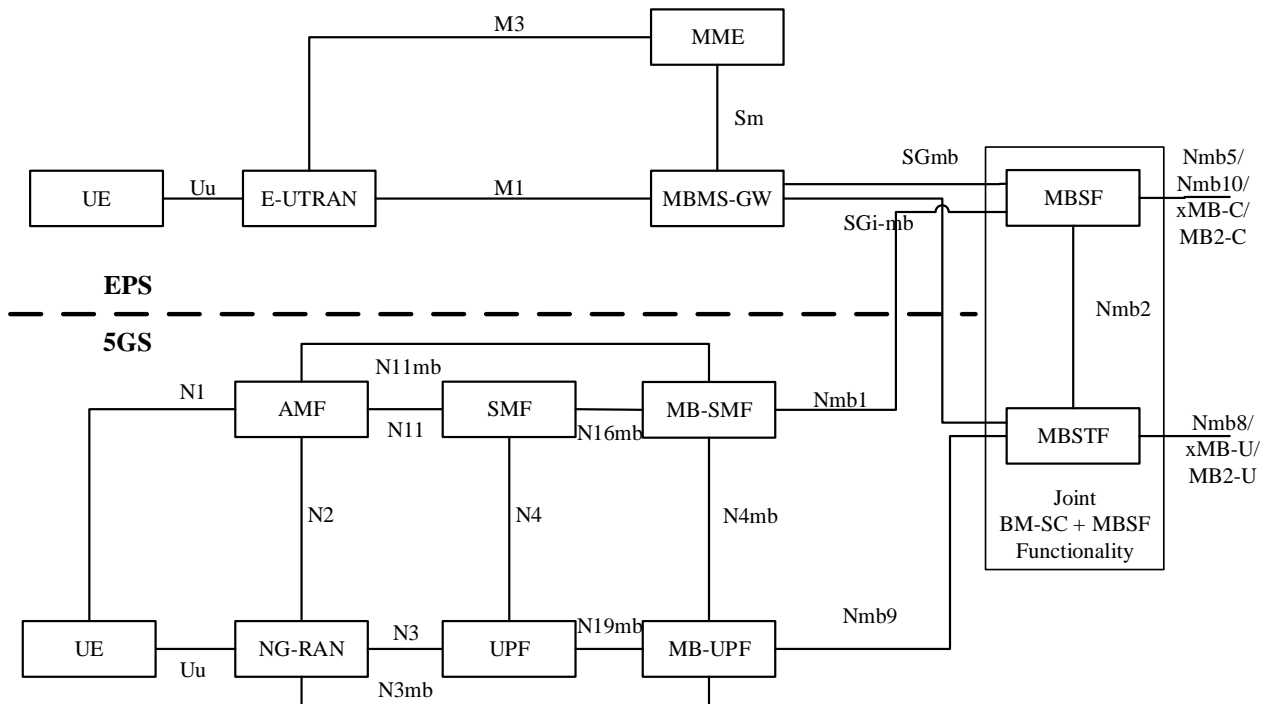 M3
MME
Sm
SGmb
Nmb5/
Nmb10/
xMB-C/
MB2-C
UE
Uu
E-UTRAN
M1
MBMS-GW
MBSF
SGi-mb
EPS
Nmb2
5GS
N11mb
N1
AMF
N11
SMF
N16mb
MB-SMF
Nmb1
MBSTF
Nmb8/
xMB-U/
MB2-U
Joint
BM-SC + MBSF
Functionality
N2
N4
N4mb
UE
Uu
NG-RAN
N3
N3mb
UPF
N19mb
MB-UPF
Nmb9